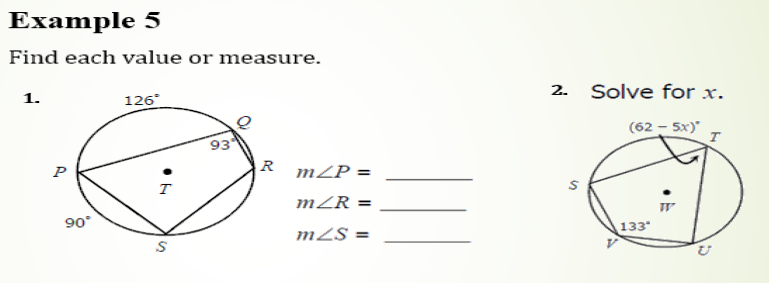 Example 5
Find each value or measure.
1.
126°
Q
93°
P
T
R
90°
S
m∠P = ________
m∠R = ________
m∠S = ________
2. Solve for x.
(62 – 5x)°
T
S
W
133°
V
U